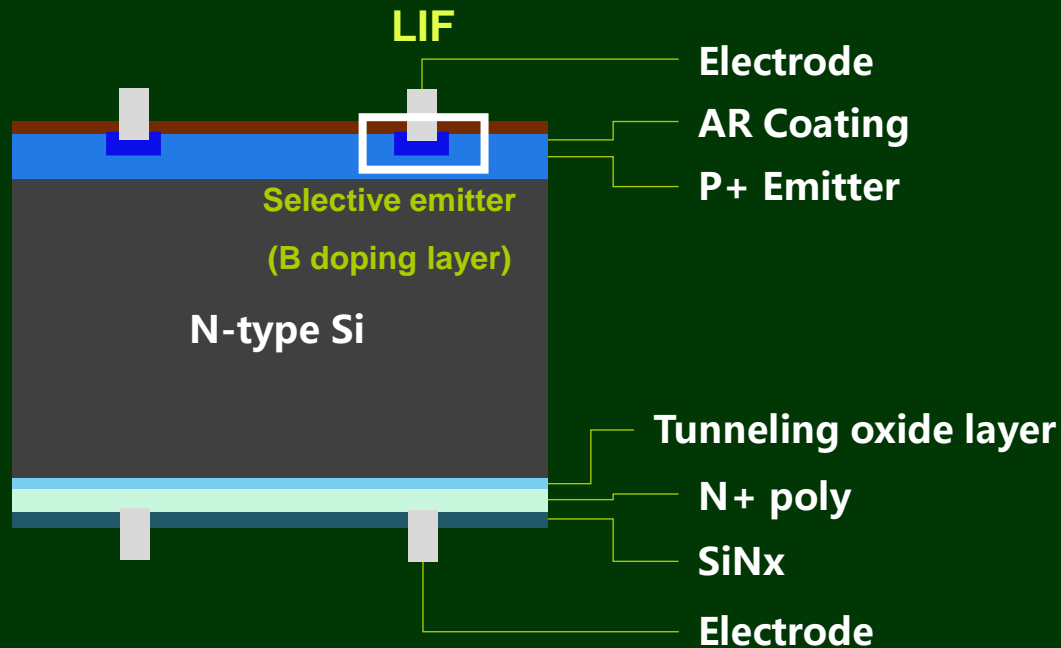 LIF
Electrode
AR Coating
P+ Emitter
Selective emitter
(B doping layer)
N-type Si
Tunneling oxide layer
N+ poly
SiNx
Electrode